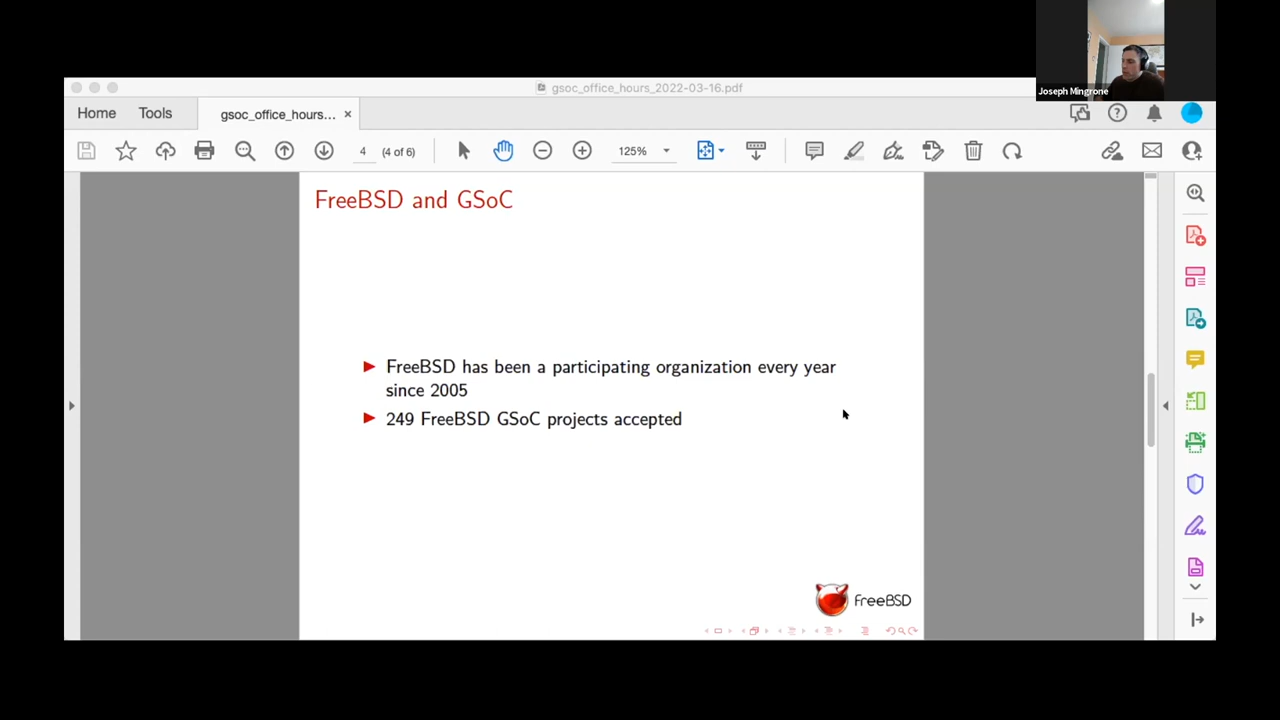 gsoc_office_hours_2022-03-16.pdf
Joseph Mingrone
Home
Tools
gsoc_office_hours...
4
(4 of 6)
125%
FreeBSD and GSoC
FreeBSD has been a participating organization every year
since 2005
249 FreeBSD GSoC projects accepted
FreeBSD